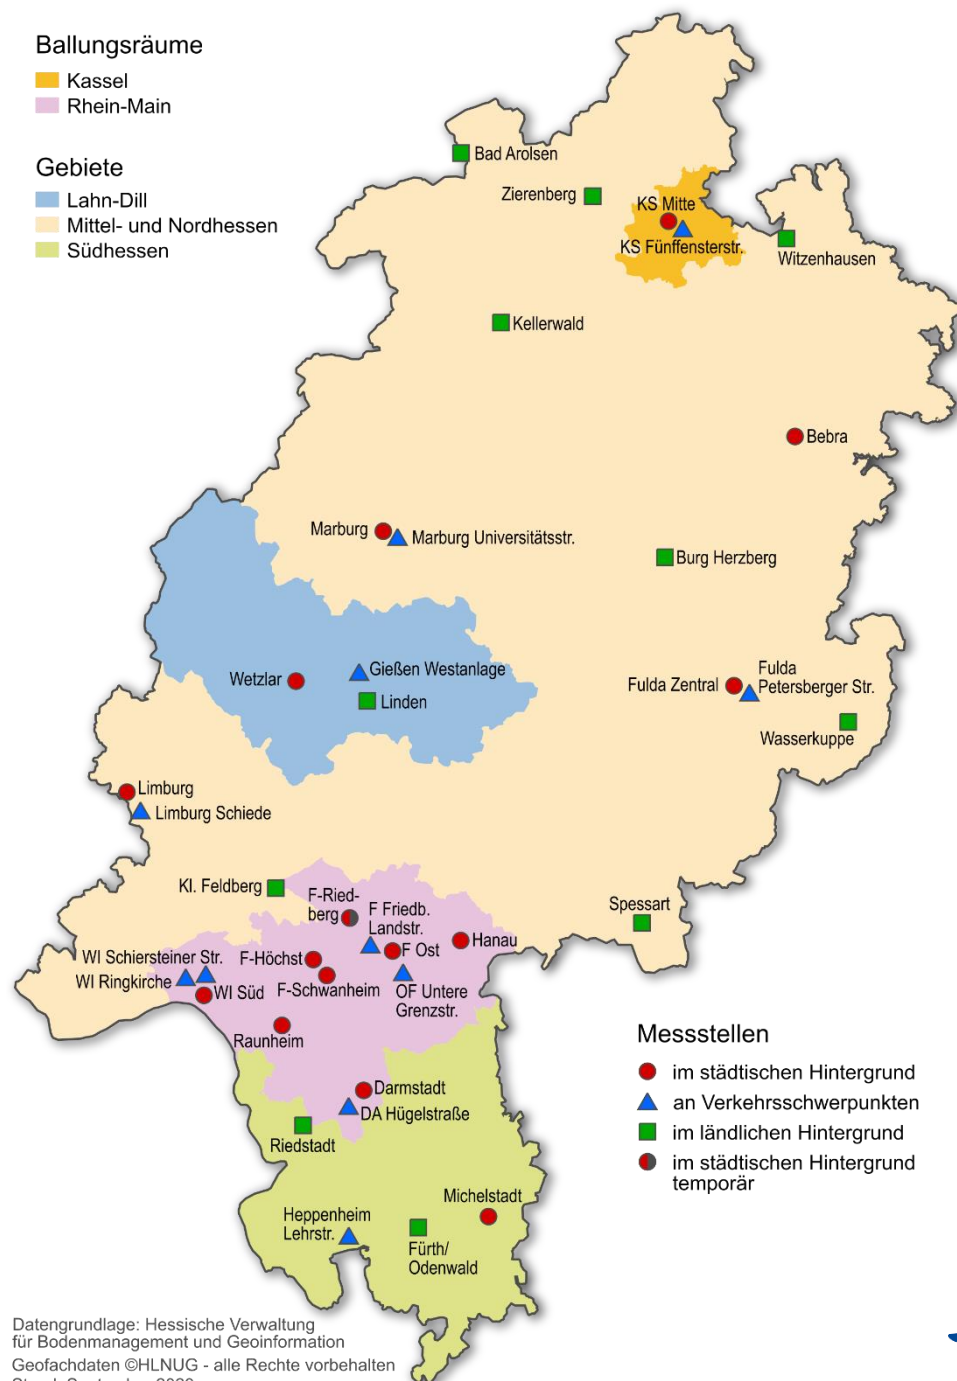 Ballungsräume
Kassel
Rhein-Main
Gebiete
Lahn-Dill
Mittel- und Nordhessen
Südhessen
Bad Arolsen
Zierenberg
KS Mitte
KS Fünffensterstr.
Witzenhausen
Kellerwald
Bebra
Marburg
Marburg Universitätsstr.
Burg Herzberg
Wetzlar
Gießen Westanlage
Linden
Fulda Zentral
Fulda
Petersberger Str.
Wasserkuppe
Limburg
Limburg Schiede
Kl. Feldberg
F-Ried-
berg
F Friedb.
Landstr.
Spessart
Hanau
F Ost
F-Höchst
WI Schiersteiner Str.
WI Ringkirche
WI Süd
F-Schwanheim
OF Untere
Grenzstr.
Raunheim
Darmstadt
DA Hügelstraße
Riedstadt
Michelstadt
Heppenheim
Lehrstr.
Fürth/
Odenwald
Messstellen
im städtischen Hintergrund
an Verkehrsschwerpunkten
im ländlichen Hintergrund
im städtischen Hintergrund
temporär
Datengrundlage: Hessische Verwaltung
für Bodenmanagement und Geoinformation
Geofachdaten ©HLNUG - alle Rechte vorbehalten